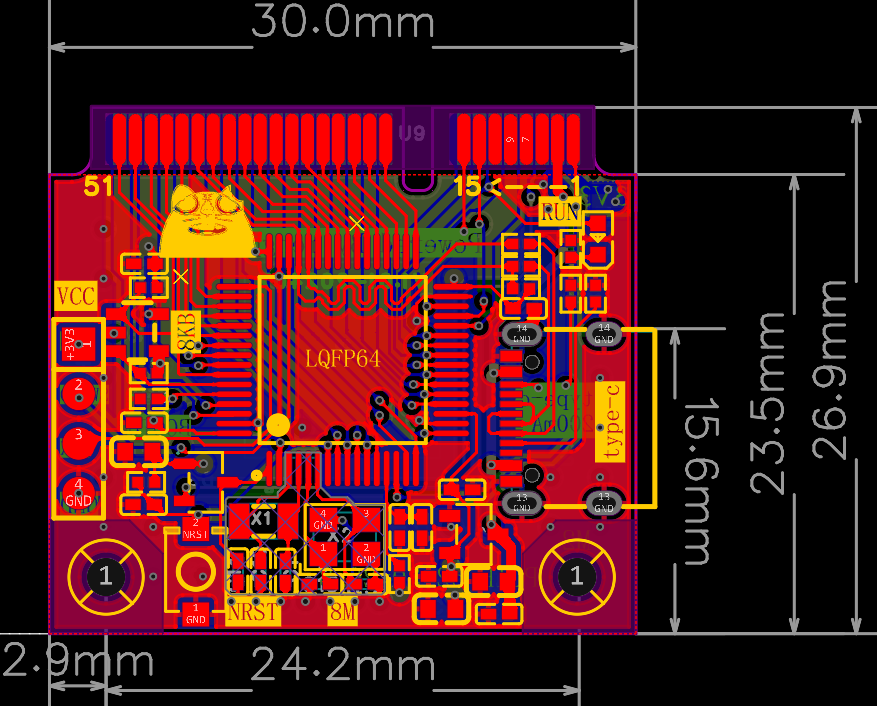 30.0mm
U9
6
7
51
15<----1
RUN
VCC
8KB
+3V3
1
2
3
4
GND
LQFP64
type-c
14
GND
14
GND
13
GND
13
GND
X1
4
GND
3
1
2
GND
2
NRST
1
GND
NRST
8M
1
1
15.6mm
23.5mm
26.9mm
2.9mm
24.2mm